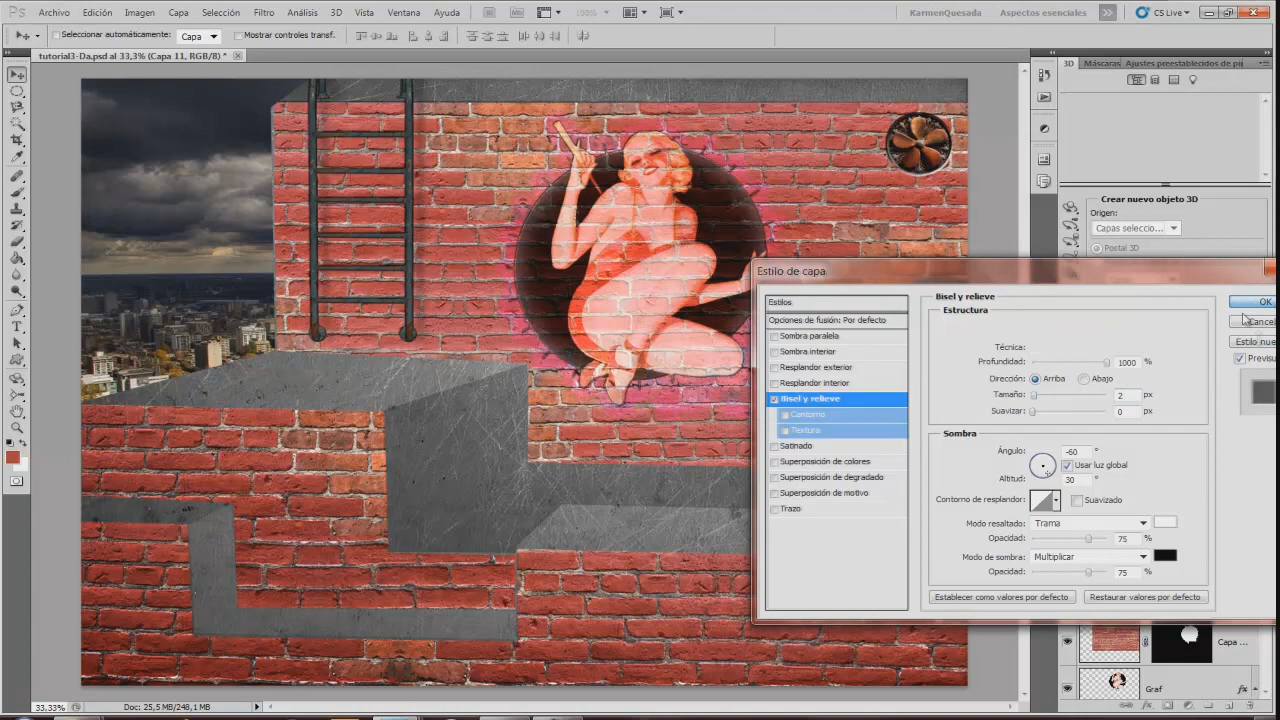 Ps Archivo Edición Imagen Capa Selección Filtro Análisis 3D Vista Ventana Ayuda Mb 100% Karmen Quesada Aspectos esenciales CS Live
Seleccionar automáticamente: Capa Mostrar controles transf.
tutorial3-Da.psd al 33,3% (Capa 11, RGB/8) *
3D Máscaras Ajustes preestablecidos de pi
Crear nuevo objeto 3D
Origen:
Capas seleccio...
Postal 3D
Estilo de capa
Estilos
Opciones de fusión: Por defecto
Sombra paralela
Sombra interior
Resplandor exterior
Resplandor interior
Bisel y relieve
Contorno
Textura
Satinado
Superposición de colores
Superposición de degradado
Superposición de motivo
Trazo
Bisel y relieve
Estructura
Técnica:
Profundidad: 1000 %
Dirección: Arriba Abajo
Tamaño: 2 px
Suavizar: 0 px
Sombra
Ángulo: -60 °
Usar luz global
Altitud: 30 °
Contorno de resplandor: Suavizado
Modo resaltado: Trama
Opacidad: 75 %
Modo de sombra: Multiplicar
Opacidad: 75 %
Establecer como valores por defecto Restaurar valores por defecto
OK
Cancel
Estilo nue
Previsu
Capa ...
Graf fx
33,33% Doc: 25,5 MB/248,1 MB